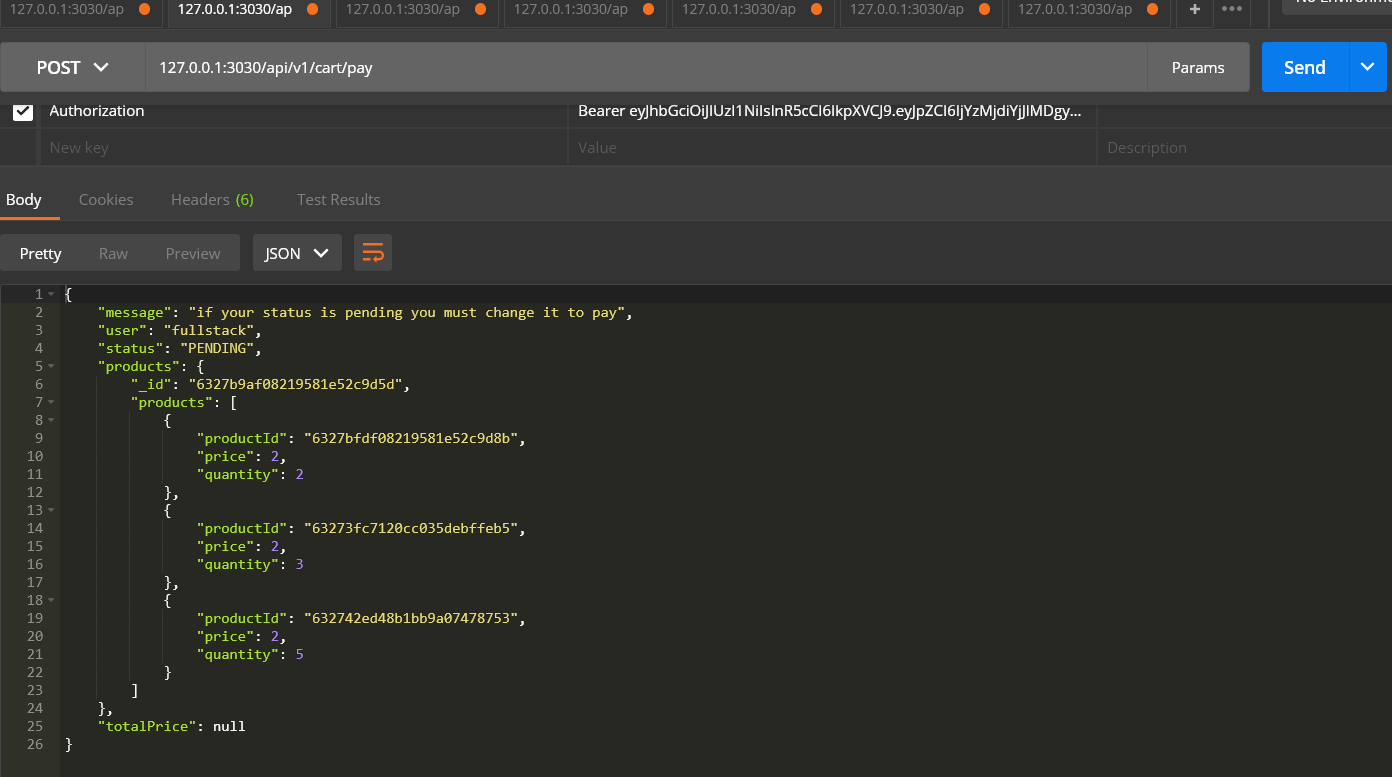 127.0.0.1:3030/ap 127.0.0.1:3030/ap 127.0.0.1:3030/ap 127.0.0.1:3030/ap 127.0.0.1:3030/ap 127.0.0.1:3030/ap 127.0.0.1:3030/ap + •••
POST 127.0.0.1:3030/api/v1/cart/pay Params Send
Authorization Bearer eyJhbGciOiJIUzI1NiIsInR5cCI6IkpXVCJ9.eyJpZCI6IjYzMjdiYjJlMDgy...
New key Value Description
Body Cookies Headers (6) Test Results
Pretty Raw Preview JSON
1 {
2 "message": "if your status is pending you must change it to pay",
3 "user": "fullstack",
4 "status": "PENDING",
5 "products": {
6 "_id": "6327b9af08219581e52c9d5d",
7 "products": [
8 {
9 "productId": "6327bfdf08219581e52c9d8b",
10 "price": 2,
11 "quantity": 2
12 },
13 {
14 "productId": "63273fc7120cc035debffeb5",
15 "price": 2,
16 "quantity": 3
17 },
18 {
19 "productId": "632742ed48b1bb9a07478753",
20 "price": 2,
21 "quantity": 5
22 }
23 ]
24 },
25 "totalPrice": null
26 }